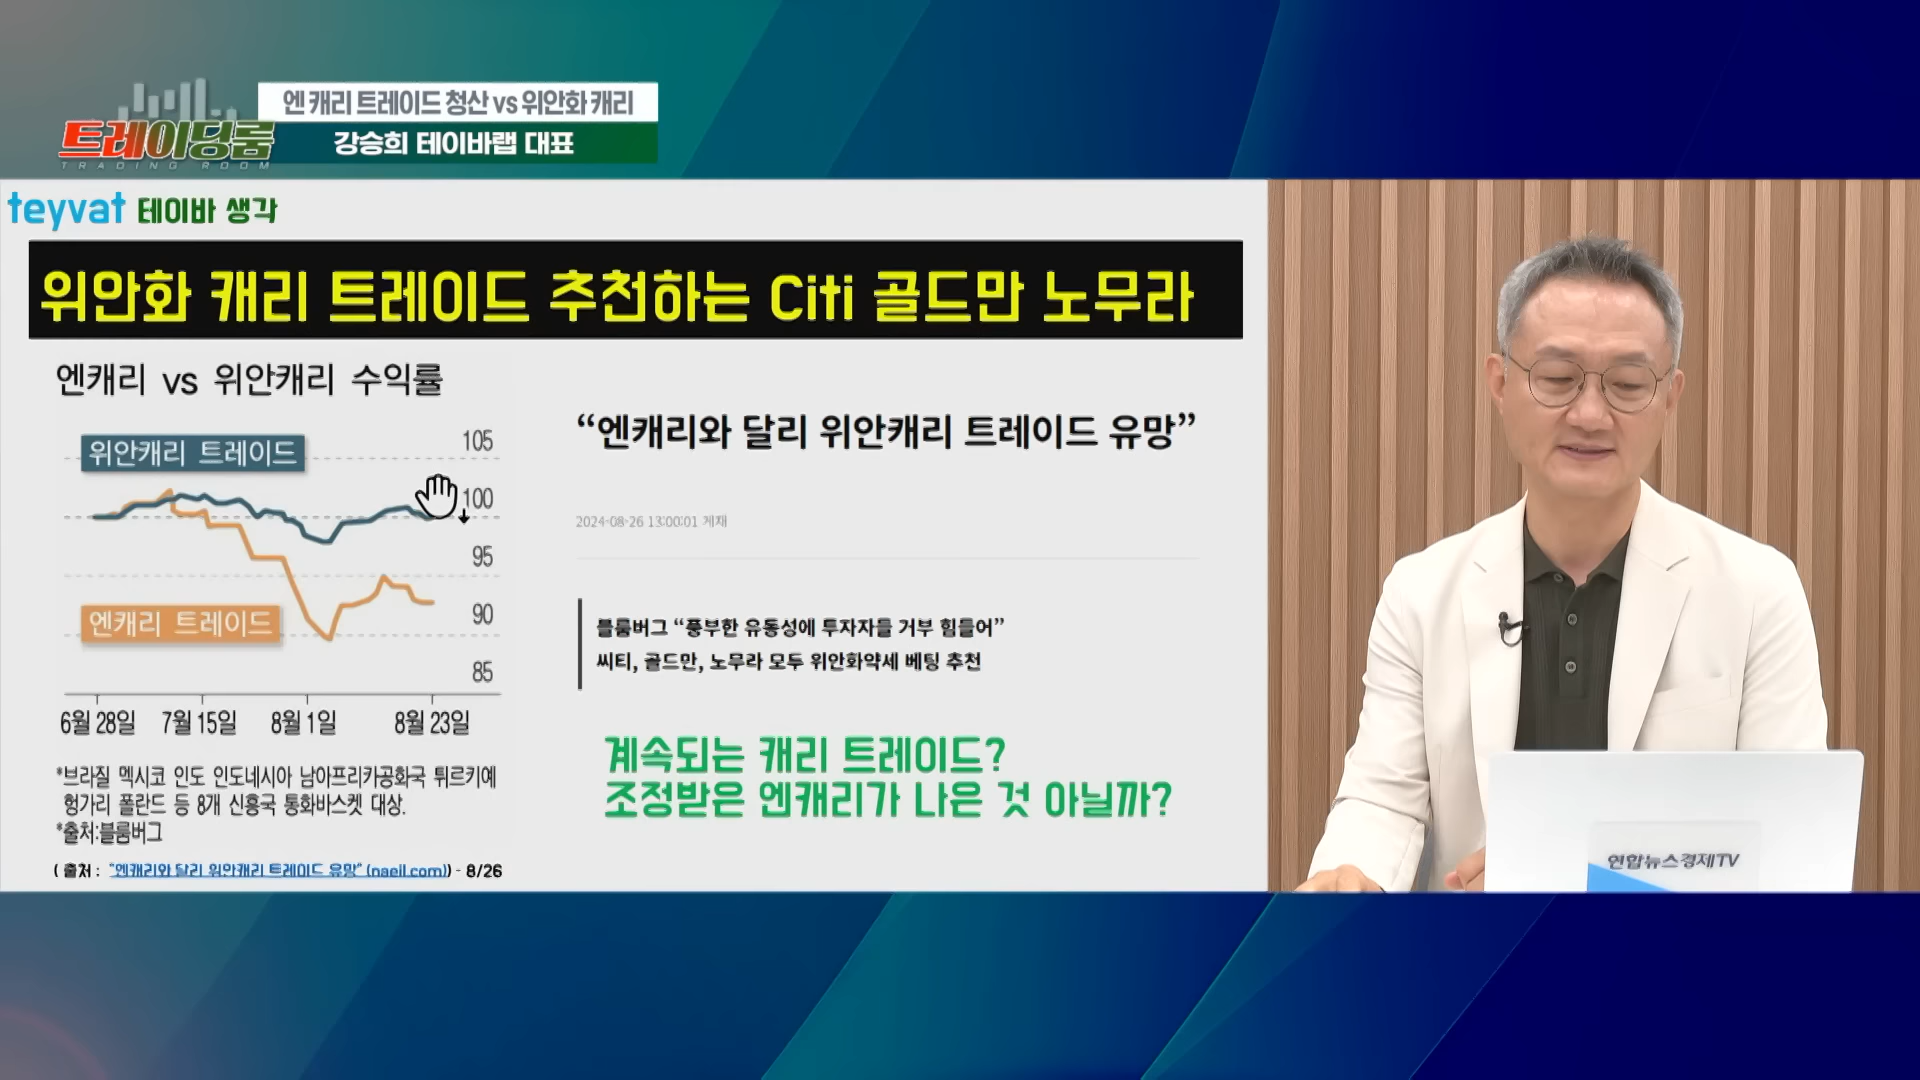 엔 캐리 트레이드 청산 vs 위안화 캐리
트레이딩룸
TRADING ROOM
강승희 테이바랩 대표
teyvat 테이바 생각
위안화 캐리 트레이드 추천하는 Citi 골드만 노무라
엔캐리 vs 위안캐리 수익률
위안캐리 트레이드
엔캐리 트레이드
105
100
95
90
85
6월 28일 7월 15일 8월 1일 8월 23일
*브라질 멕시코 인도 인도네시아 남아프리카공화국 튀르키예
헝가리 폴란드 등 8개 신흥국 통화바스켓 대상.
*출처:블룸버그
( 출처 : “엔캐리와 달리 위안캐리 트레이드 유망” (naeil.com)) - 8/26
“엔캐리와 달리 위안캐리 트레이드 유망”
2024-08-26 13:00:01 게재
블룸버그 “풍부한 유동성에 투자자들 거부 힘들어”
씨티, 골드만, 노무라 모두 위안화약세 베팅 추천
계속되는 캐리 트레이드?
조정받은 엔캐리가 나은 것 아닐까?
연합뉴스경제TV